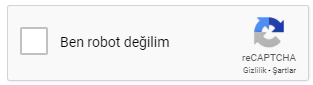 Ben robot değilim
reCAPTCHA
Gizlilik - Şartlar